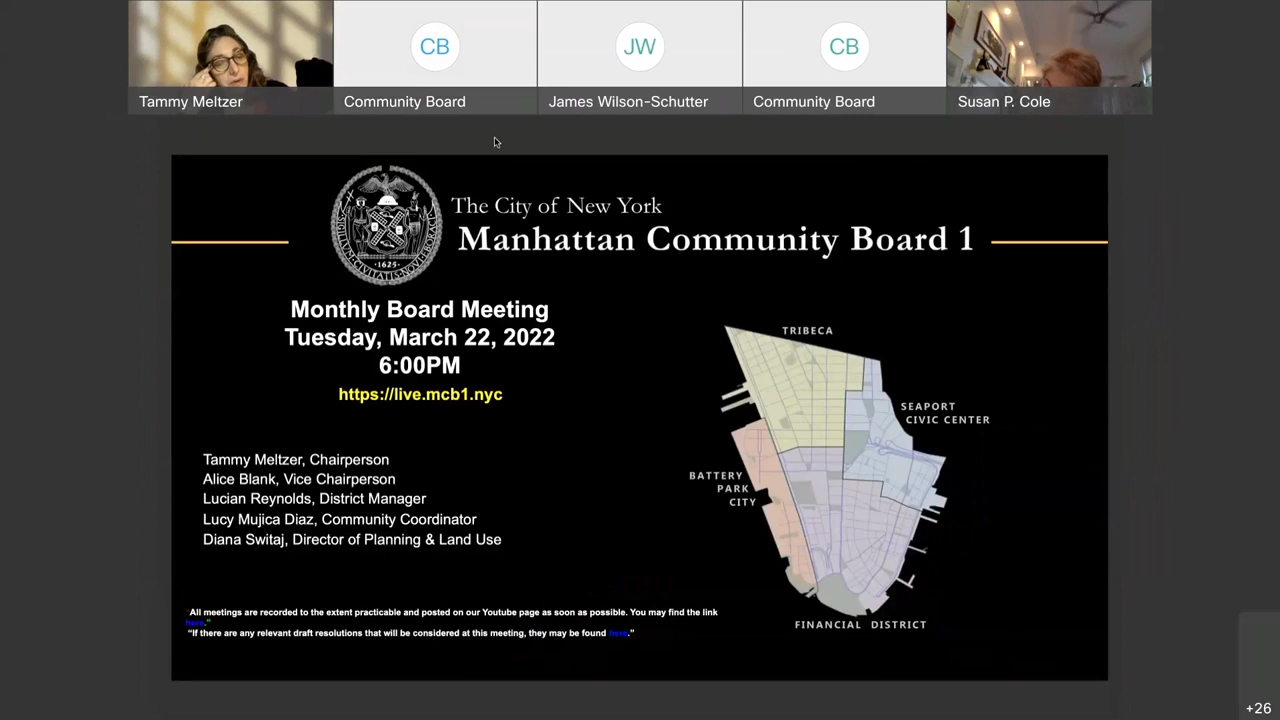 Tammy Meltzer
CB
Community Board
JW
James Wilson-Schutter
CB
Community Board
Susan P. Cole
The City of New York
Manhattan Community Board 1
·1625·
Monthly Board Meeting
Tuesday, March 22, 2022
6:00PM
https://live.mcb1.nyc
Tammy Meltzer, Chairperson
Alice Blank, Vice Chairperson
Lucian Reynolds, District Manager
Lucy Mujica Diaz, Community Coordinator
Diana Switaj, Director of Planning & Land Use
TRIBECA
SEAPORT
CIVIC CENTER
BATTERY
PARK
CITY
FINANCIAL DISTRICT
All meetings are recorded to the extent practicable and posted on our Youtube page as soon as possible. You may find the link
here."
"If there are any relevant draft resolutions that will be considered at this meeting, they may be found here."
+26